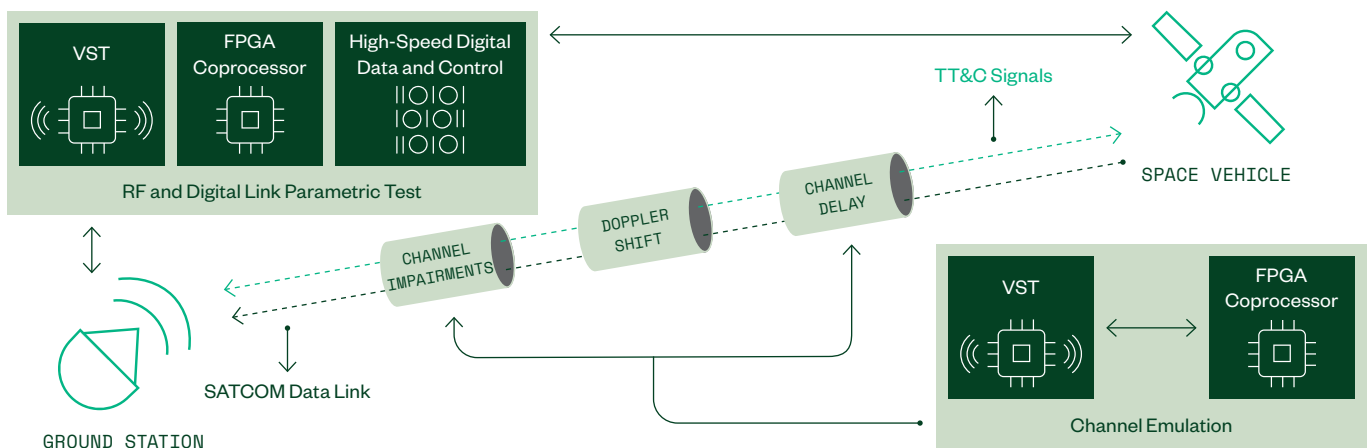 VST
FPGA
Coprocessor
High-Speed Digital
Data and Control
RF and Digital Link Parametric Test
TT&C Signals
SPACE VEHICLE
CHANNEL
DELAY
DOPPLER
SHIFT
CHANNEL
IMPAIRMENTS
SATCOM Data Link
GROUND STATION
VST
FPGA
Coprocessor
Channel Emulation